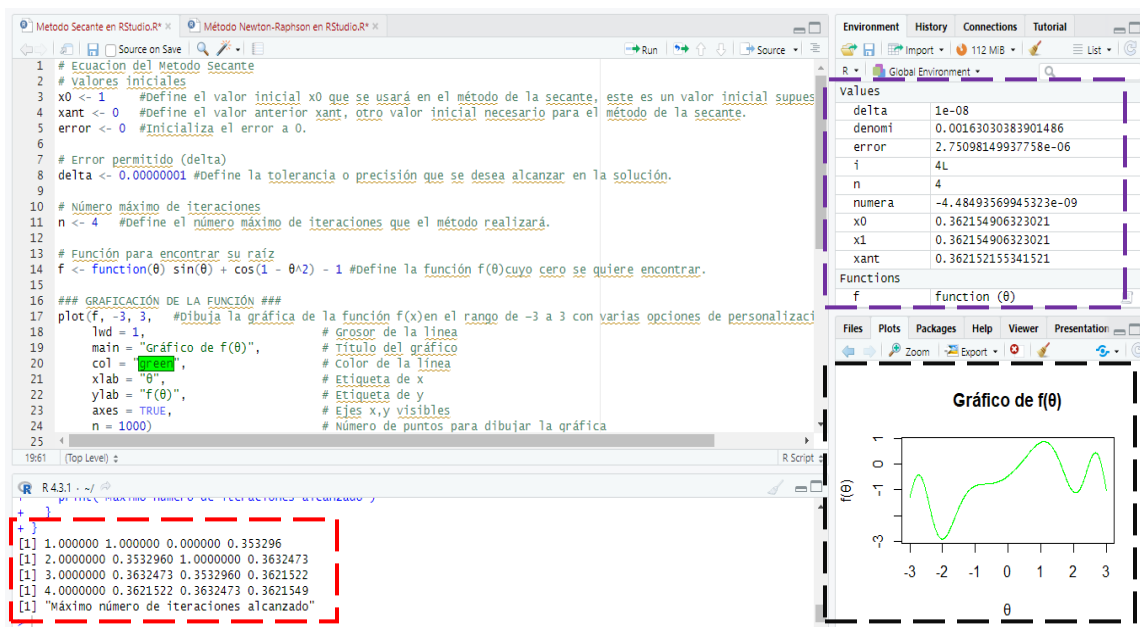 Metodo Secante en RStudio.R* ×
Método Newton-Raphson en RStudio.R* ×
Source on Save
Run
Source
1 # Ecuacion del Metodo Secante
2 # Valores iniciales
3 x0 <- 1 #Define el valor inicial x0 que se usará en el método de la secante, este es un valor inicial supues
4 xant <- 0 #Define el valor anterior xant, otro valor inicial necesario para el método de la secante.
5 error <- 0 #Inicializa el error a 0.
6
7 # Error permitido (delta)
8 delta <- 0.00000001 #Define la tolerancia o precisión que se desea alcanzar en la solución.
9
10 # Número máximo de iteraciones
11 n <- 4 #Define el número máximo de iteraciones que el método realizará.
12
13 # Función para encontrar su raíz
14 f <- function(θ) sin(θ) + cos(1 - θ^2) - 1 #Define la función f(θ)cuyo cero se quiere encontrar.
15
16 ### GRAFICACIÓN DE LA FUNCIÓN ###
17 plot(f, -3, 3, #Dibuja la gráfica de la función f(x)en el rango de -3 a 3 con varias opciones de personalizaci
18 lwd = 1, # Grosor de la linea
19 main = "Gráfico de f(θ)", # Título del gráfico
20 col = "green", # Color de la línea
21 xlab = "θ", # Etiqueta de x
22 ylab = "f(θ)", # Etiqueta de y
23 axes = TRUE, # Ejes x,y visibles
24 n = 1000) # Número de puntos para dibujar la gráfica
25
19:61 (Top Level) R Script
R 4.3.1 · ~/
+ print("Máximo número de iteraciones alcanzado")
+ }
+ }
[1] 1.000000 1.000000 0.000000 0.353296
[1] 2.0000000 0.3532960 1.0000000 0.3632473
[1] 3.0000000 0.3632473 0.3532960 0.3621522
[1] 4.0000000 0.3621522 0.3632473 0.3621549
[1] "Máximo número de iteraciones alcanzado"
>
Environment History Connections Tutorial
Import 112 MiB List
R Global Environment
Values
delta 1e-08
denomi 0.00163030383901486
error 2.75098149937758e-06
i 4L
n 4
numera -4.48493569945323e-09
x0 0.362154906323021
x1 0.362154906323021
xant 0.362152155341521
Functions
f function (θ)
Files Plots Packages Help Viewer Presentation
Zoom Export
Gráfico de f(θ)
f(θ)
1
0
-1
-3
-3 -2 -1 0 1 2 3
θ